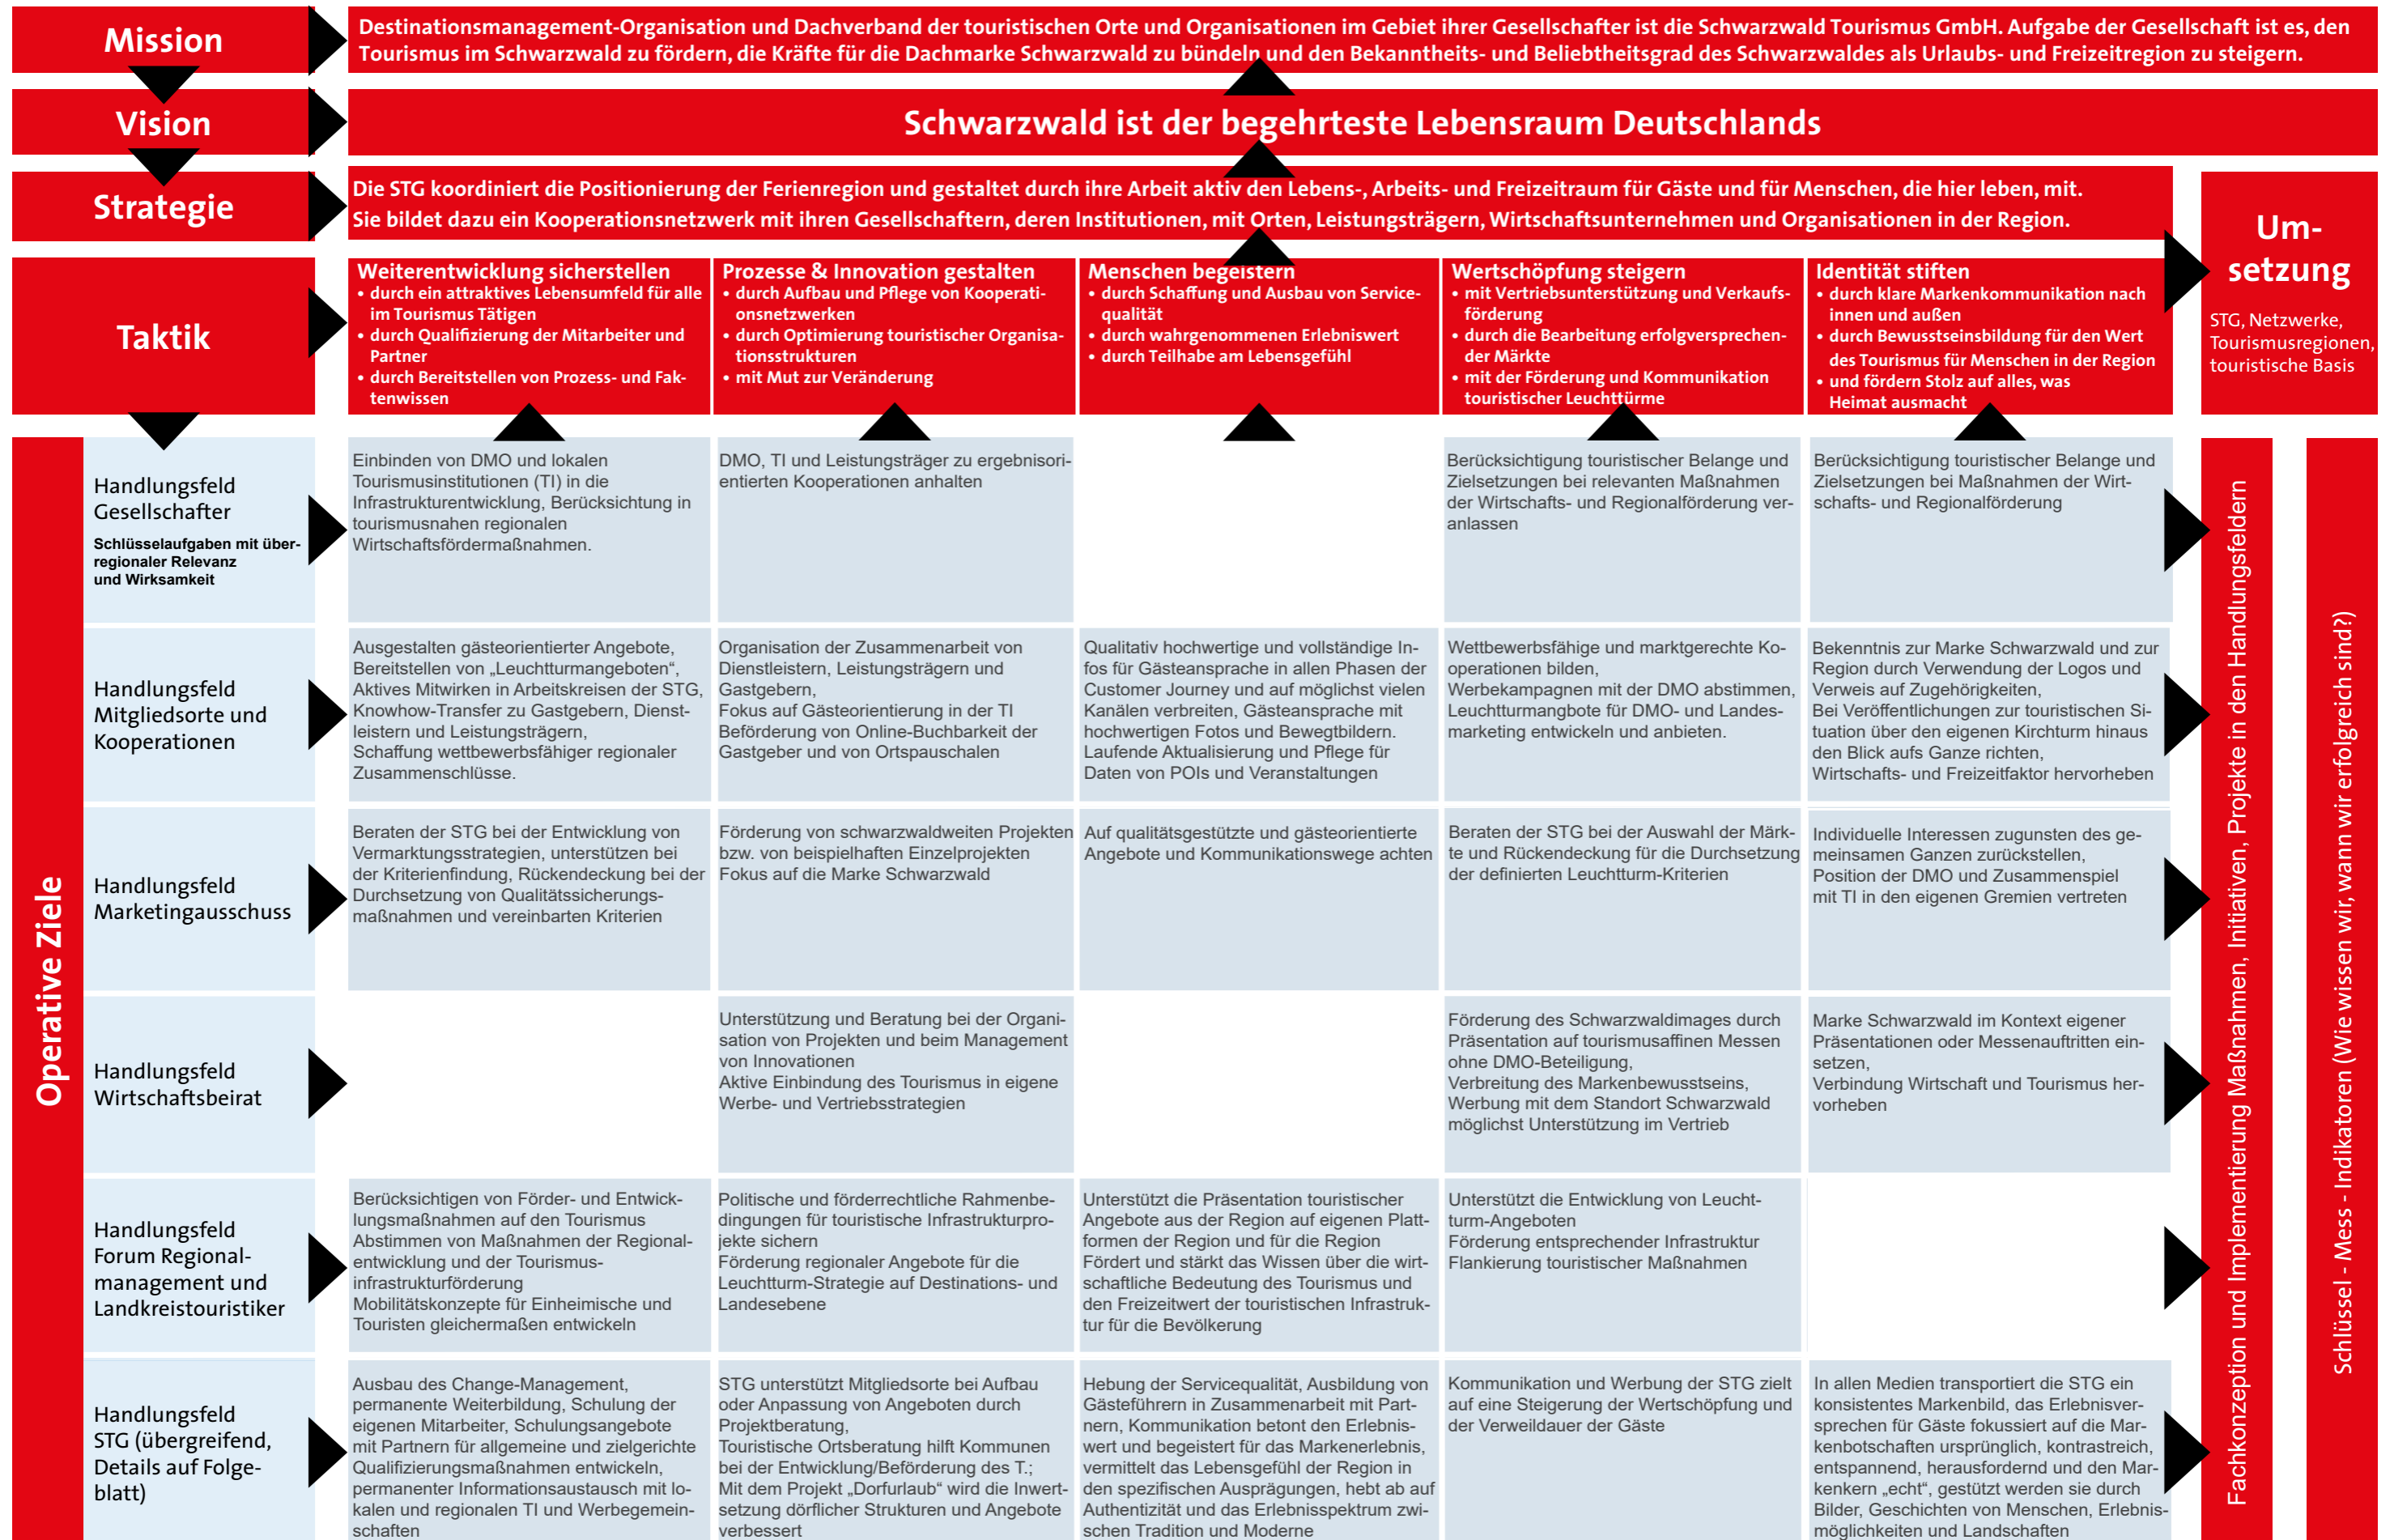 Mission
Destinationsmanagement-Organisation und Dachverband der touristischen Orte und Organisationen im Gebiet ihrer Gesellschafter ist die Schwarzwald Tourismus GmbH. Aufgabe der Gesellschaft ist es, den
Tourismus im Schwarzwald zu fördern, die Kräfte für die Dachmarke Schwarzwald zu bündeln und den Bekanntheits- und Beliebtheitsgrad des Schwarzwaldes als Urlaubs- und Freizeitregion zu steigern.
Vision
Schwarzwald ist der begehrteste Lebensraum Deutschlands
Strategie
Die STG koordiniert die Positionierung der Ferienregion und gestaltet durch ihre Arbeit aktiv den Lebens-, Arbeits- und Freizeitraum für Gäste und für Menschen, die hier leben, mit.
Sie bildet dazu ein Kooperationsnetzwerk mit ihren Gesellschaftern, deren Institutionen, mit Orten, Leistungsträgern, Wirtschaftsunternehmen und Organisationen in der Region.
Um-
setzung
STG, Netzwerke,
Tourismusregionen,
touristische Basis
Taktik
Weiterentwicklung sicherstellen
• durch ein attraktives Lebensumfeld für alle
im Tourismus Tätigen
• durch Qualifizierung der Mitarbeiter und
Partner
• durch Bereitstellen von Prozess- und Fak-
tenwissen
Prozesse & Innovation gestalten
• durch Aufbau und Pflege von Kooperati-
onsnetzwerken
• durch Optimierung touristischer Organisa-
tionsstrukturen
• mit Mut zur Veränderung
Menschen begeistern
• durch Schaffung und Ausbau von Service-
qualität
• durch wahrgenommenen Erlebniswert
• durch Teilhabe am Lebensgefühl
Wertschöpfung steigern
• mit Vertriebsunterstützung und Verkaufs-
förderung
• durch die Bearbeitung erfolgversprechen-
der Märkte
• mit der Förderung und Kommunikation
touristischer Leuchttürme
Identität stiften
• durch klare Markenkommunikation nach
innen und außen
• durch Bewusstseinsbildung für den Wert
des Tourismus für Menschen in der Region
• und fördern Stolz auf alles, was
Heimat ausmacht
Operative Ziele
Handlungsfeld
Gesellschafter
Schlüsselaufgaben mit über-
regionaler Relevanz
und Wirksamkeit
Einbinden von DMO und lokalen
Tourismusinstitutionen (TI) in die
Infrastrukturentwicklung, Berücksichtung in
tourismusnahen regionalen
Wirtschaftsfördermaßnahmen.
DMO, TI und Leistungsträger zu ergebnisori-
entierten Kooperationen anhalten
Berücksichtigung touristischer Belange und
Zielsetzungen bei relevanten Maßnahmen
der Wirtschafts- und Regionalförderung ver-
anlassen
Berücksichtigung touristischer Belange und
Zielsetzungen bei Maßnahmen der Wirt-
schafts- und Regionalförderung
Handlungsfeld
Mitgliedsorte und
Kooperationen
Ausgestalten gästeorientierter Angebote,
Bereitstellen von „Leuchtturmangeboten“,
Aktives Mitwirken in Arbeitskreisen der STG,
Knowhow-Transfer zu Gastgebern, Dienst-
leistern und Leistungsträgern,
Schaffung wettbewerbsfähiger regionaler
Zusammenschlüsse.
Organisation der Zusammenarbeit von
Dienstleistern, Leistungsträgern und
Gastgebern,
Fokus auf Gästeorientierung in der TI
Beförderung von Online-Buchbarkeit der
Gastgeber und von Ortspauschalen
Qualitativ hochwertige und vollständige In-
fos für Gästeansprache in allen Phasen der
Customer Journey und auf möglichst vielen
Kanälen verbreiten, Gästeansprache mit
hochwertigen Fotos und Bewegtbildern.
Laufende Aktualisierung und Pflege für
Daten von POIs und Veranstaltungen
Wettbewerbsfähige und marktgerechte Ko-
operationen bilden,
Werbekampagnen mit der DMO abstimmen,
Leuchtturmangbote für DMO- und Landes-
marketing entwickeln und anbieten.
Bekenntnis zur Marke Schwarzwald und zur
Region durch Verwendung der Logos und
Verweis auf Zugehörigkeiten,
Bei Veröffentlichungen zur touristischen Si-
tuation über den eigenen Kirchturm hinaus
den Blick aufs Ganze richten,
Wirtschafts- und Freizeitfaktor hervorheben
Handlungsfeld
Marketingausschuss
Beraten der STG bei der Entwicklung von
Vermarktungsstrategien, unterstützen bei
der Kriterienfindung, Rückendeckung bei der
Durchsetzung von Qualitätssicherungs-
maßnahmen und vereinbarten Kriterien
Förderung von schwarzwaldweiten Projekten
bzw. von beispielhaften Einzelprojekten
Fokus auf die Marke Schwarzwald
Auf qualitätsgestützte und gästeorientierte
Angebote und Kommunikationswege achten
Beraten der STG bei der Auswahl der Märk-
te und Rückendeckung für die Durchsetzung
der definierten Leuchtturm-Kriterien
Individuelle Interessen zugunsten des ge-
meinsamen Ganzen zurückstellen,
Position der DMO und Zusammenspiel
mit TI in den eigenen Gremien vertreten
Handlungsfeld
Wirtschaftsbeirat
Unterstützung und Beratung bei der Organi-
sation von Projekten und beim Management
von Innovationen
Aktive Einbindung des Tourismus in eigene
Werbe- und Vertriebsstrategien
Förderung des Schwarzwaldimages durch
Präsentation auf tourismusaffinen Messen
ohne DMO-Beteiligung,
Verbreitung des Markenbewusstseins,
Werbung mit dem Standort Schwarzwald
möglichst Unterstützung im Vertrieb
Marke Schwarzwald im Kontext eigener
Präsentationen oder Messenauftritten ein-
setzen,
Verbindung Wirtschaft und Tourismus her-
vorheben
Handlungsfeld
Forum Regional-
management und
Landkreistouristiker
Berücksichtigen von Förder- und Entwick-
lungsmaßnahmen auf den Tourismus
Abstimmen von Maßnahmen der Regional-
entwicklung und der Tourismus-
infrastrukturförderung
Mobilitätskonzepte für Einheimische und
Touristen gleichermaßen entwickeln
Politische und förderrechtliche Rahmenbe-
dingungen für touristische Infrastrukturpro-
jekte sichern
Förderung regionaler Angebote für die
Leuchtturm-Strategie auf Destinations- und
Landesebene
Unterstützt die Präsentation touristischer
Angebote aus der Region auf eigenen Platt-
formen der Region und für die Region
Fördert und stärkt das Wissen über die wirt-
schaftliche Bedeutung des Tourismus und
den Freizeitwert der touristischen Infrastruk-
tur für die Bevölkerung
Unterstützt die Entwicklung von Leucht-
turm-Angeboten
Förderung entsprechender Infrastruktur
Flankierung touristischer Maßnahmen
Handlungsfeld
STG (übergreifend,
Details auf Folge-
blatt)
Ausbau des Change-Management,
permanente Weiterbildung, Schulung der
eigenen Mitarbeiter, Schulungsangebote
mit Partnern für allgemeine und zielgerichte
Qualifizierungsmaßnahmen entwickeln,
permanenter Informationsaustausch mit lo-
kalen und regionalen TI und Werbegemein-
schaften
STG unterstützt Mitgliedsorte bei Aufbau
oder Anpassung von Angeboten durch
Projektberatung,
Touristische Ortsberatung hilft Kommunen
bei der Entwicklung/Beförderung des T.;
Mit dem Projekt „Dorfurlaub“ wird die Inwert-
setzung dörflicher Strukturen und Angebote
verbessert
Hebung der Servicequalität, Ausbildung von
Gästeführern in Zusammenarbeit mit Part-
nern, Kommunikation betont den Erlebnis-
wert und begeistert für das Markenerlebnis,
vermittelt das Lebensgefühl der Region in
den spezifischen Ausprägungen, hebt ab auf
Authentizität und das Erlebnisspektrum zwi-
schen Tradition und Moderne
Kommunikation und Werbung der STG zielt
auf eine Steigerung der Wertschöpfung und
der Verweildauer der Gäste
In allen Medien transportiert die STG ein
konsistentes Markenbild, das Erlebnisver-
sprechen für Gäste fokussiert auf die Mar-
kenbotschaften ursprünglich, kontrastreich,
entspannend, herausfordernd und den Mar-
kenkern „echt“, gestützt werden sie durch
Bilder, Geschichten von Menschen, Erlebnis-
möglichkeiten und Landschaften
Fachkonzeption und Implementierung Maßnahmen, Initiativen, Projekte in den Handlungsfeldern
Schlüssel - Mess - Indikatoren (Wie wissen wir, wann wir erfolgreich sind?)